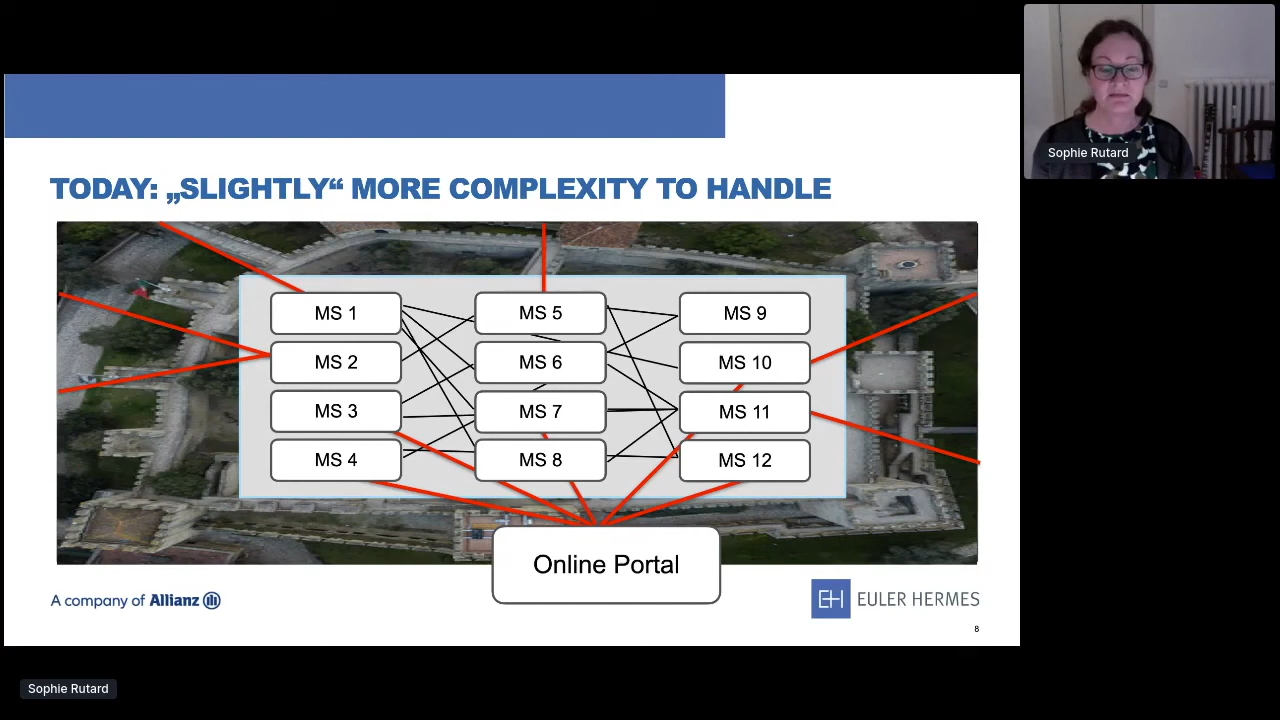 Sophie Rutard
TODAY: „SLIGHTLY“ MORE COMPLEXITY TO HANDLE
MS 1
MS 5
MS 9
MS 2
MS 6
MS 10
MS 3
MS 7
MS 11
MS 4
MS 8
MS 12
Online Portal
A company of Allianz
EH EULER HERMES
8
Sophie Rutard